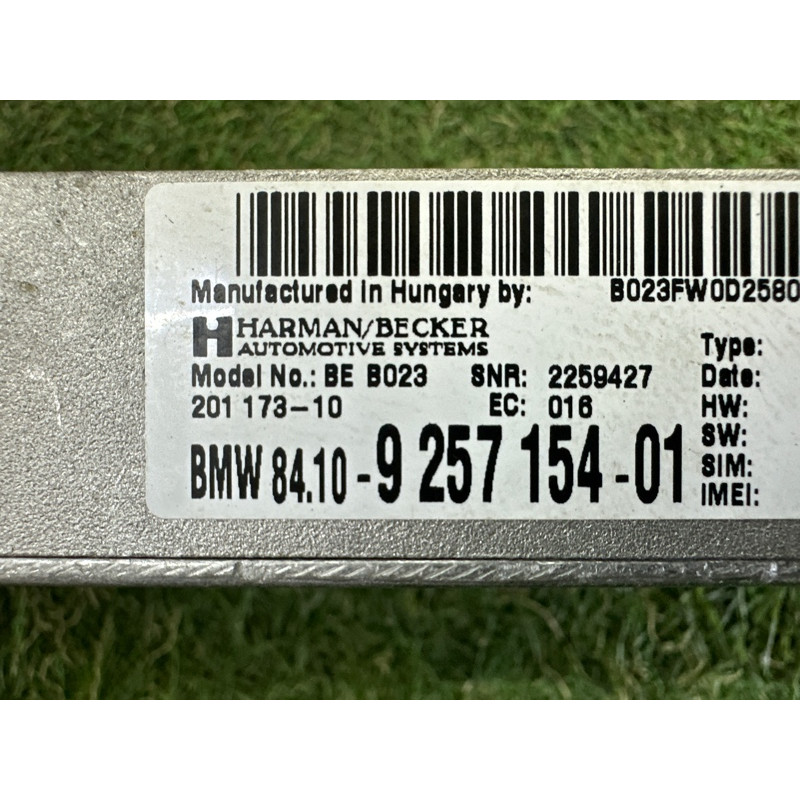 Manufactured in Hungary by: B023FW0D2580
HARMAN/BECKER
AUTOMOTIVE SYSTEMS
Type:
Model No.: BE B023 SNR: 2259427 Date:
201 173-10 EC: 016 HW:
BMW 84.10-9 257 154-01
SW:
SIM:
IMEI: